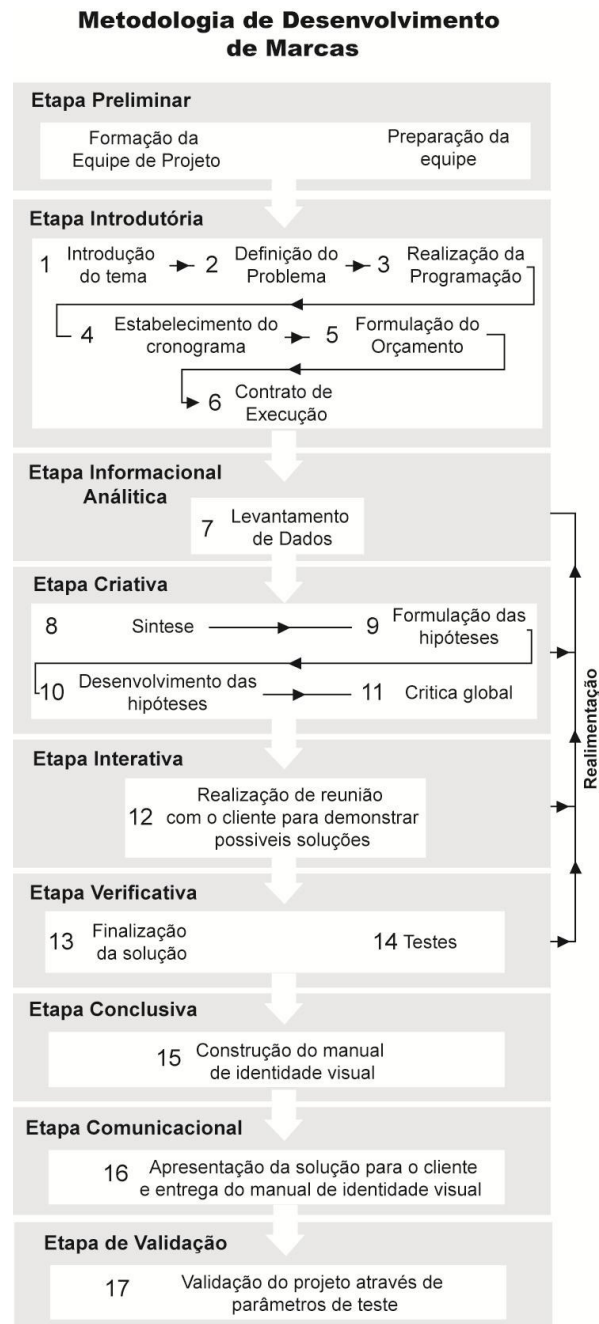 Metodologia de Desenvolvimento
de Marcas
Etapa Preliminar
Formação da
Equipe de Projeto
Preparação da
equipe
Etapa Introdutória
1 Introdução
do tema
2 Definição do
Problema
3 Realização da
Programação
4 Estabelecimento do
cronograma
5 Formulação do
Orçamento
6 Contrato de
Execução
Etapa Informacional
Análitica
7 Levantamento
de Dados
Etapa Criativa
8 Sintese
9 Formulação das
hipóteses
10 Desenvolvimento das
hipóteses
11 Critica global
Etapa Interativa
12 Realização de reunião
com o cliente para demonstrar
possiveis soluções
Etapa Verificativa
13 Finalização
da solução
14 Testes
Realimentação
Etapa Conclusiva
15 Construção do manual
de identidade visual
Etapa Comunicacional
16 Apresentação da solução para o cliente
e entrega do manual de identidade visual
Etapa de Validação
17 Validação do projeto através de
parâmetros de teste